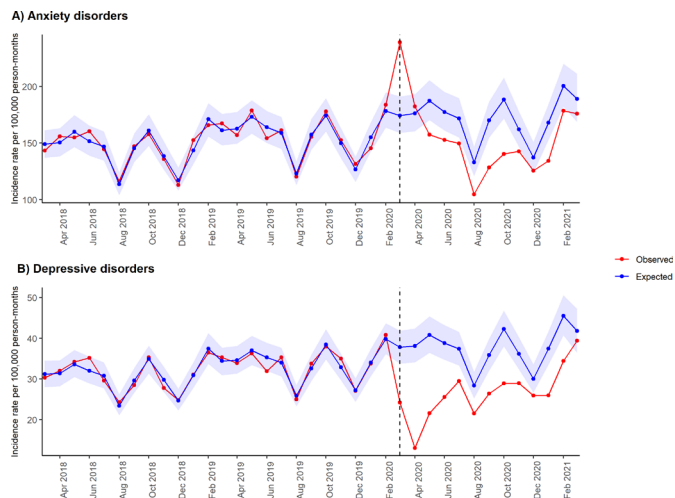 A) Anxiety disorders
Incidence rate per 100,000 person-months
200
150
100
Apr 2018
Jun 2018
Aug 2018
Oct 2018
Dec 2018
Feb 2019
Apr 2019
Jun 2019
Aug 2019
Oct 2019
Dec 2019
Feb 2020
Apr 2020
Jun 2020
Aug 2020
Oct 2020
Dec 2020
Feb 2021
B) Depressive disorders
Incidence rate per 100,000 person-months
50
40
30
20
Apr 2018
Jun 2018
Aug 2018
Oct 2018
Dec 2018
Feb 2019
Apr 2019
Jun 2019
Aug 2019
Oct 2019
Dec 2019
Feb 2020
Apr 2020
Jun 2020
Aug 2020
Oct 2020
Dec 2020
Feb 2021
Observed
Expected